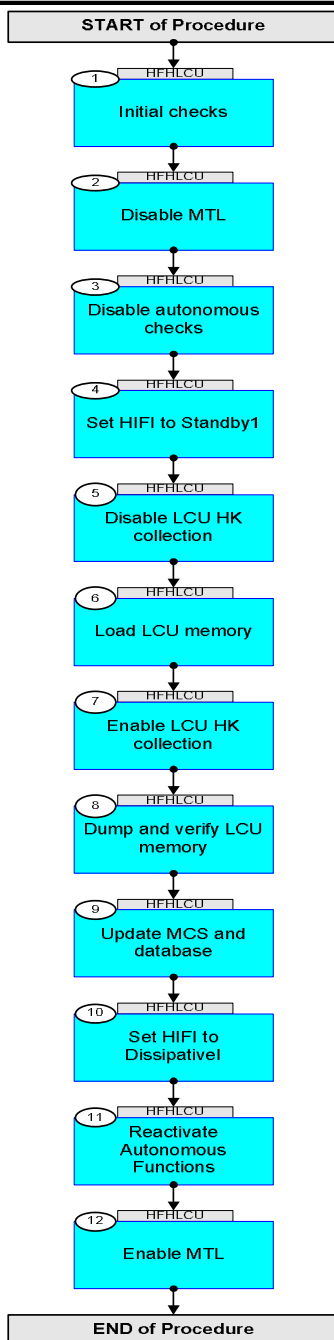 START of Procedure
HFHLCU
1
Initial checks
HFHLCU
2
Disable MTL
HFHLCU
3
Disable autonomous
checks
HFHLCU
4
Set HIFI to Standby1
HFHLCU
5
Disable LCU HK
collection
HFHLCU
6
Load LCU memory
HFHLCU
7
Enable LCU HK
collection
HFHLCU
8
Dump and verify LCU
memory
HFHLCU
9
Update MCS and
database
HFHLCU
10
Set HIFI to
DissipativeI
HFHLCU
11
Reactivate
Autonomous
Functions
HFHLCU
12
Enable MTL
END of Procedure